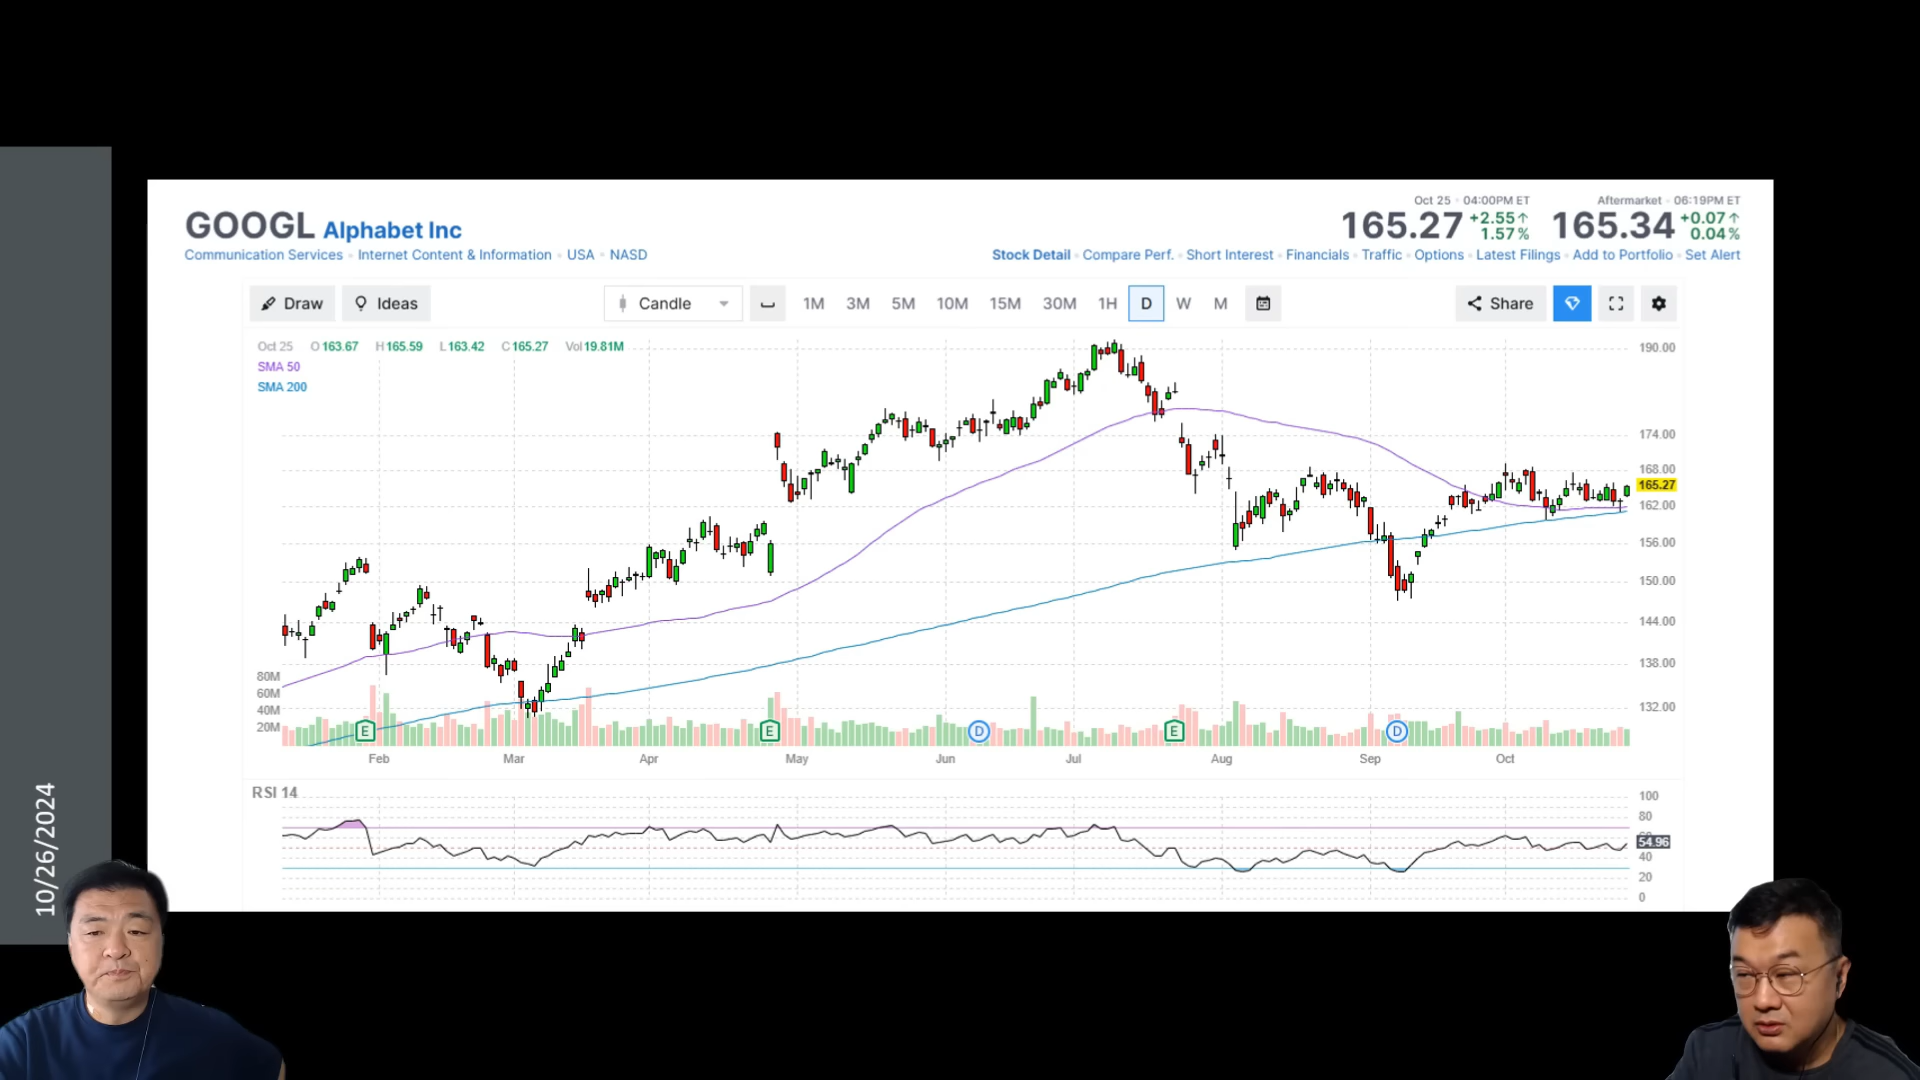 Oct 25 · 04:00PM ET
Aftermarket · 06:19PM ET
GOOGL Alphabet Inc
165.27 +2.55↑ 1.57%
165.34 +0.07↑ 0.04%
Communication Services · Internet Content & Information · USA · NASD
Stock Detail · Compare Perf. · Short Interest · Financials · Traffic · Options · Latest Filings · Add to Portfolio · Set Alert
Draw Ideas Candle 1M 3M 5M 10M 15M 30M 1H D W M Share
Oct 25 O 163.67 H 165.59 L 163.42 C 165.27 Vol 19.81M
SMA 50
SMA 200
190.00
174.00
168.00
165.27
162.00
156.00
150.00
144.00
138.00
132.00
80M
60M
40M
20M
E E D E D
Feb Mar Apr May Jun Jul Aug Sep Oct
RSI 14
100
80
54.96
40
20
0
10/26/2024